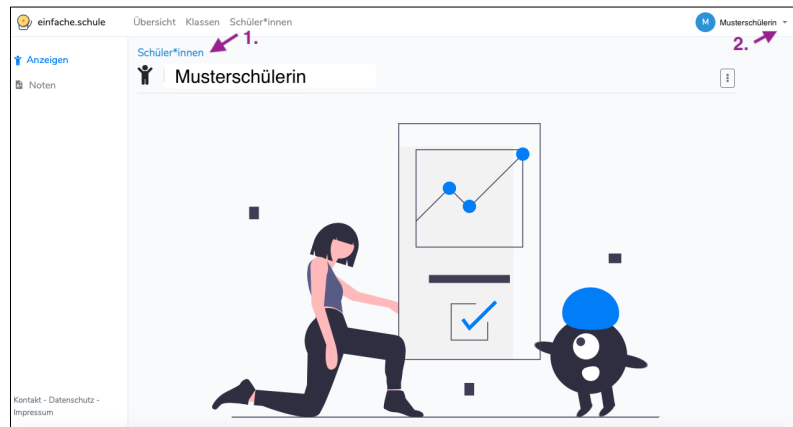 einfache.schule
Übersicht Klassen Schüler*innen
M Musterschülerin
1.
2.
Anzeigen
Noten
Schüler*innen
Musterschülerin
Kontakt - Datenschutz -
Impressum